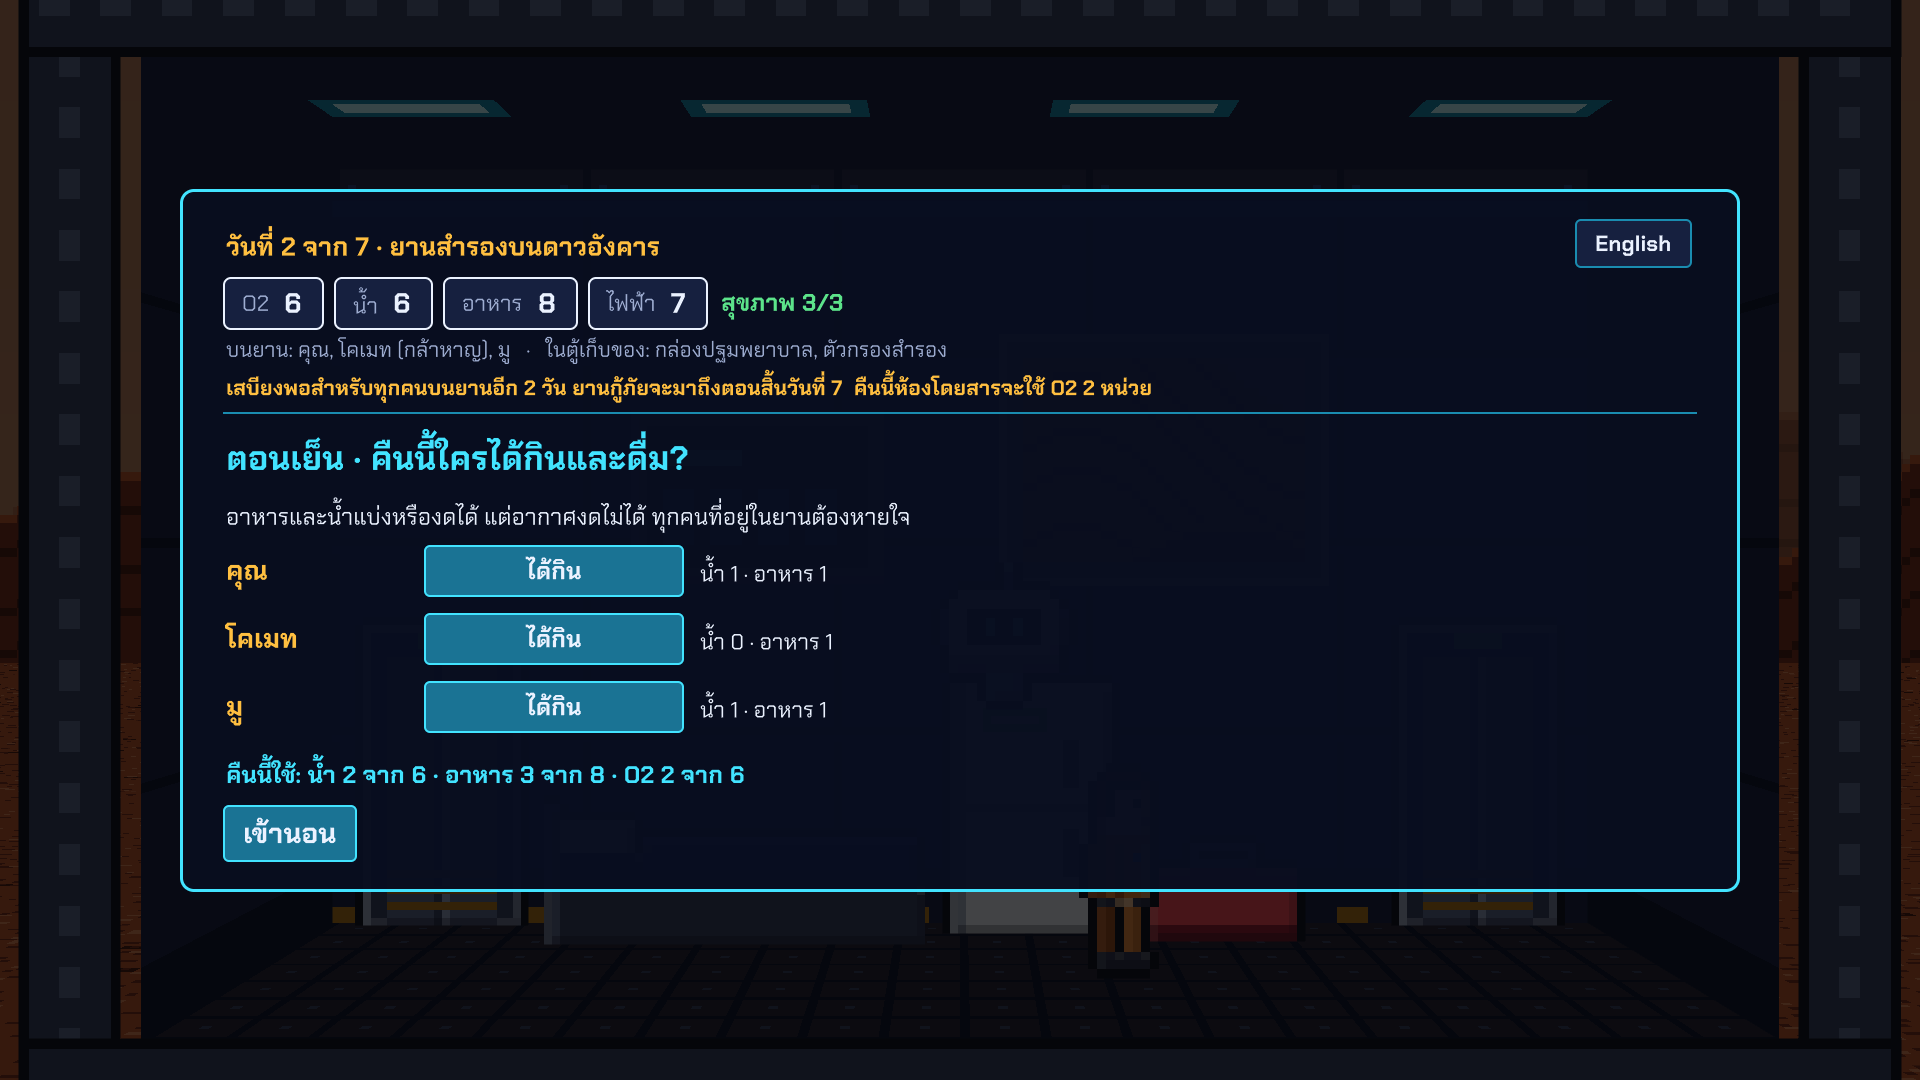 วันที่ 2 จาก 7 · ยานสำรองบนดาวอังคาร
English
O2 6 น้ำ 6 อาหาร 8 ไฟฟ้า 7 สุขภาพ 3/3
บนยาน: คุณ, โคเมท (กล้าหาญ), มู · ในตู้เก็บของ: กล่องปฐมพยาบาล, ตัวกรองสำรอง
เสบียงพอสำหรับทุกคนบนยานอีก 2 วัน ยานกู้ภัยจะมาถึงตอนสิ้นวันที่ 7 คืนนี้ห้องโดยสารจะใช้ O2 2 หน่วย
ตอนเย็น · คืนนี้ใครได้กินและดื่ม?
อาหารและน้ำแบ่งหรืองดได้ แต่อากาศงดไม่ได้ ทุกคนที่อยู่ในยานต้องหายใจ
คุณ ได้กิน น้ำ 1 · อาหาร 1
โคเมท ได้กิน น้ำ 0 · อาหาร 1
มู ได้กิน น้ำ 1 · อาหาร 1
คืนนี้ใช้: น้ำ 2 จาก 6 · อาหาร 3 จาก 8 · O2 2 จาก 6
เข้านอน